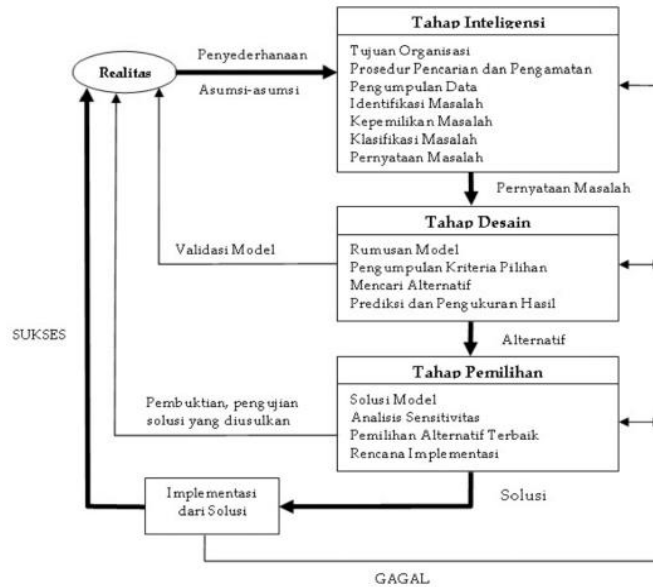 Tahap Inteligensi
Penyederhanaan
Realitas
Asumsi-asumsi
Tujuan Organisasi
Prosedur Pencarian dan Pengamatan
Pengumpulan Data
Identifikasi Masalah
Kepemilikan Masalah
Klasifikasi Masalah
Pernyataan Masalah
Pernyataan Masalah
Tahap Desain
Validasi Model
Rumusan Model
Pengumpulan Kriteria Pilihan
Mencari Alternatif
Prediksi dan Pengukuran Hasil
SUKSES
Alternatif
Tahap Pemilihan
Pembuktian, pengujian
solusi yang diusulkan
Solusi Model
Analisis Sensitivitas
Pemilihan Alternatif Terbaik
Rencana Implementasi
Implementasi
dari Solusi
Solusi
GAGAL